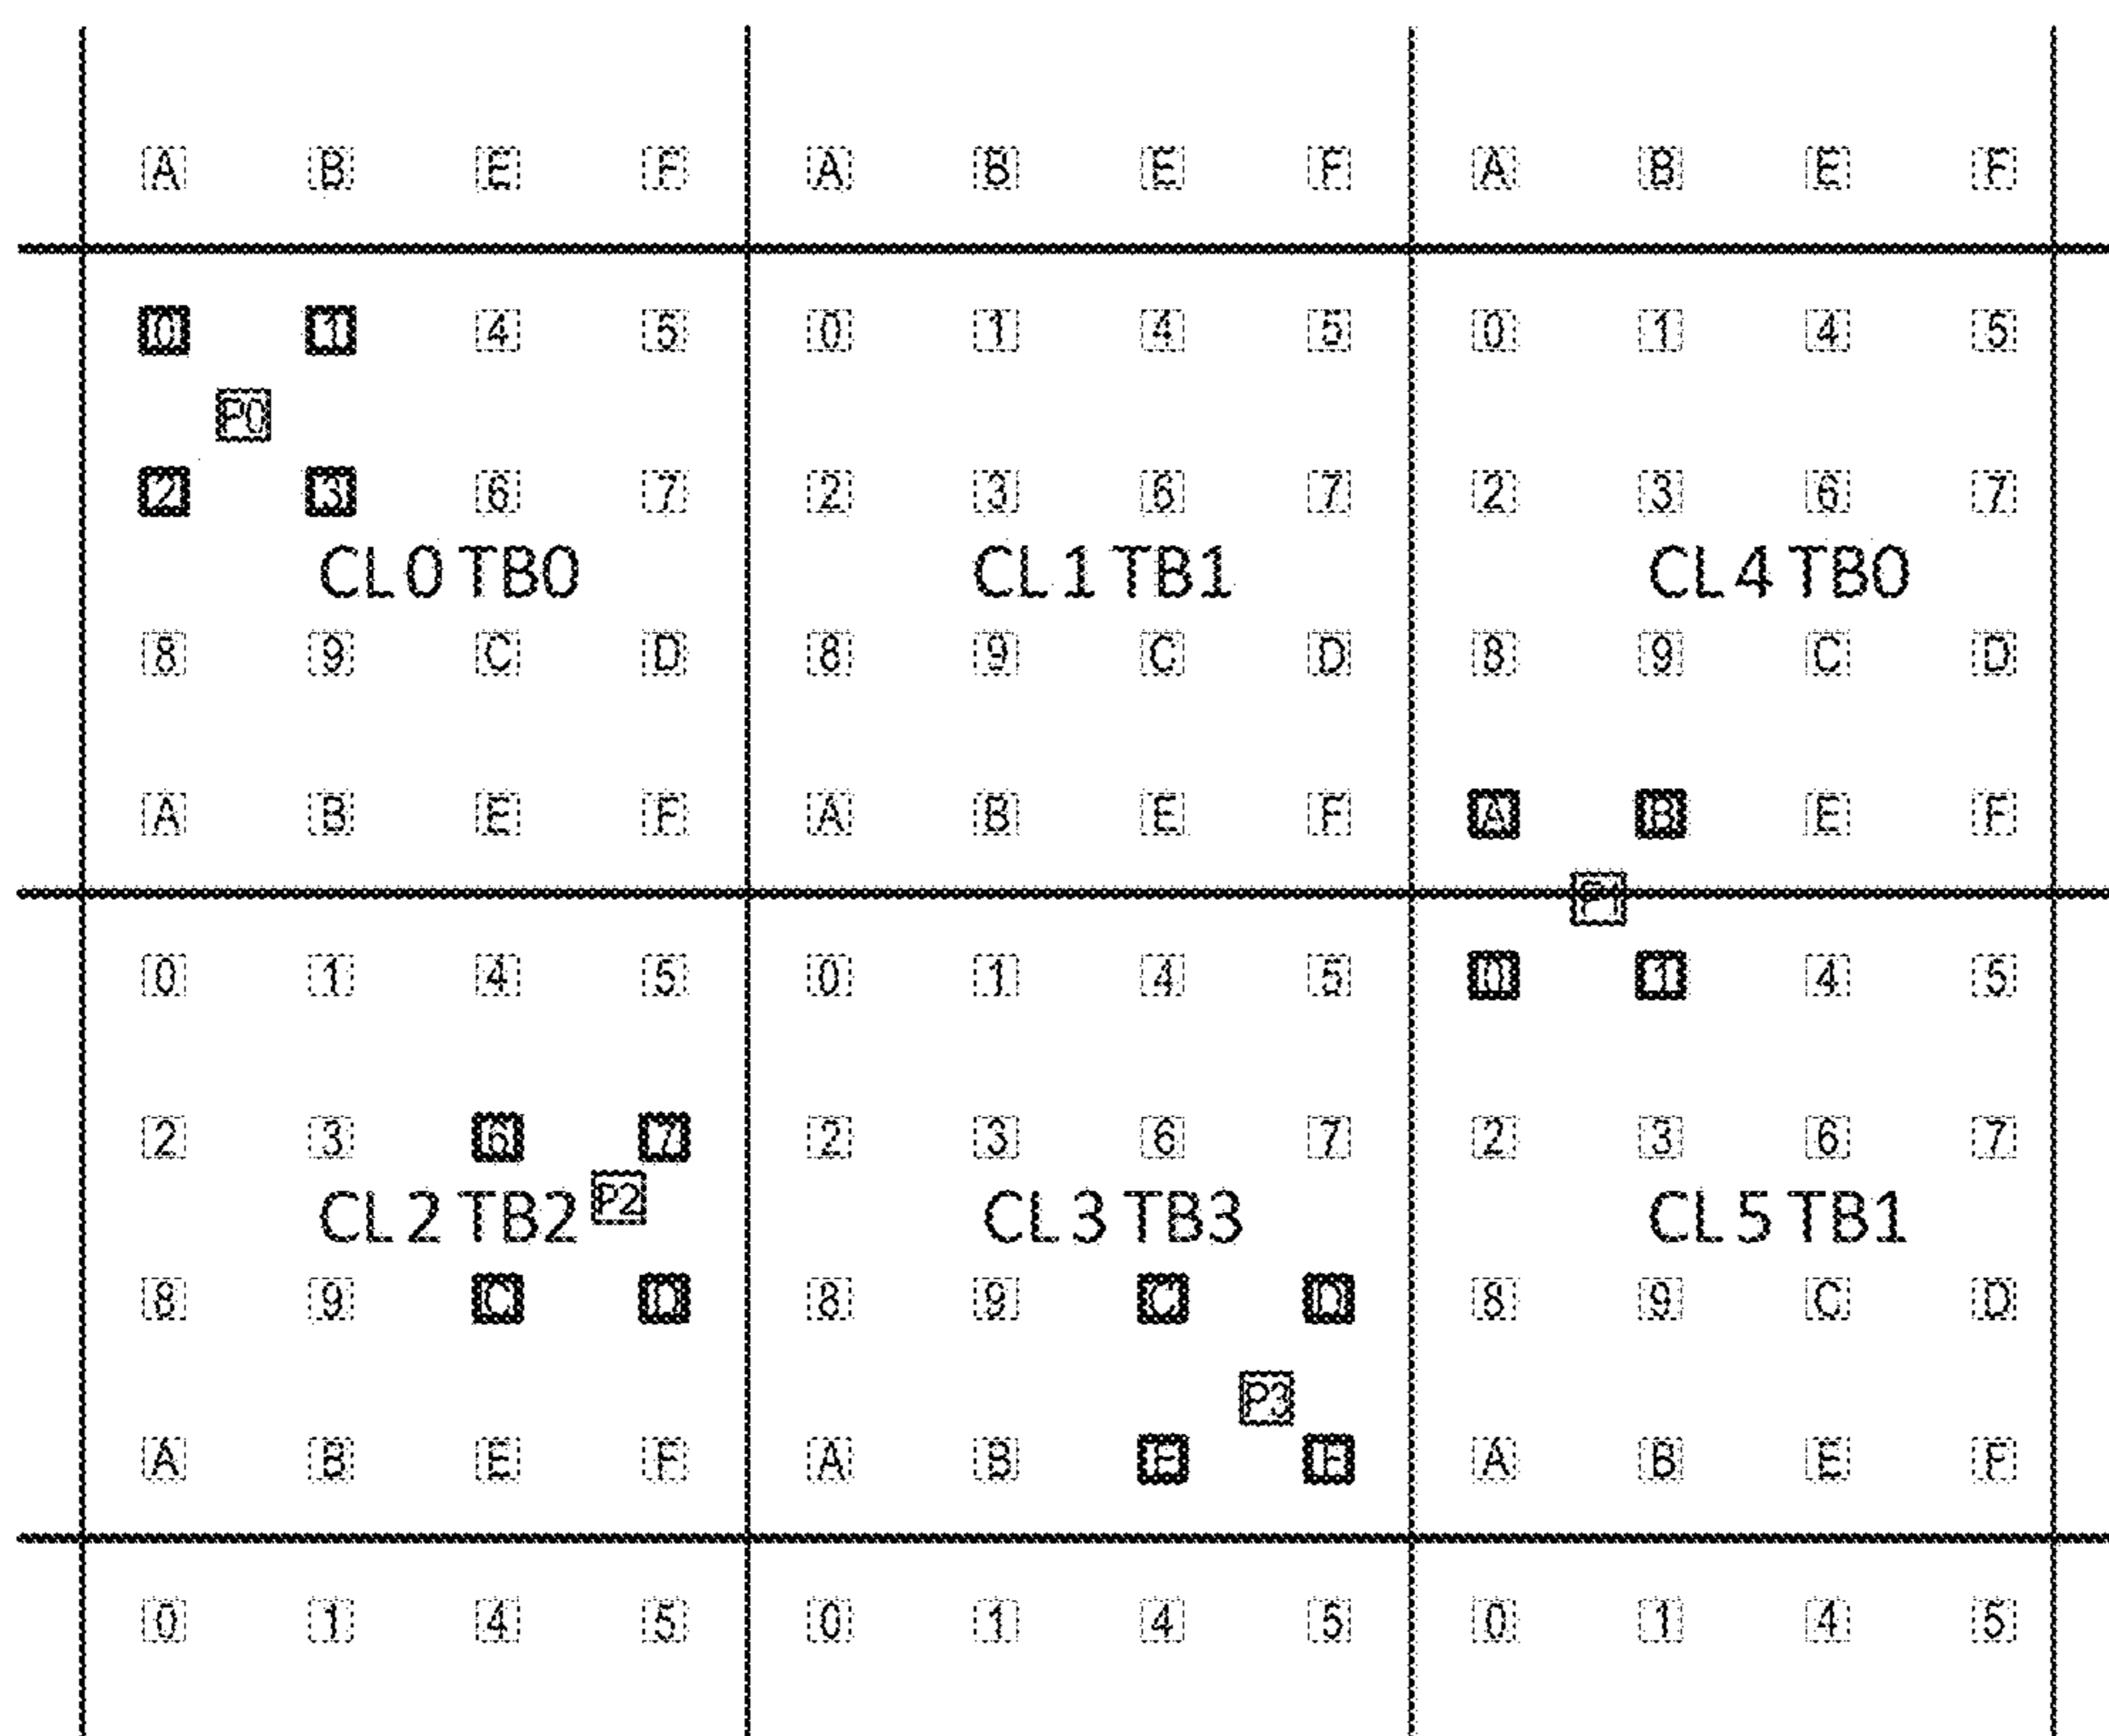 A B E F A B E F A B E F
0 1 4 5 0 1 4 5 0 1 4 5
P0
2 3 6 7 2 3 6 7 2 3 6 7
CL0 TB0 CL1 TB1 CL4 TB0
8 9 C D 8 9 C D 8 9 C D
A B E F A B E F A B E F
P1
0 1 4 5 0 1 4 5 0 1 4 5
2 3 6 7 2 3 6 7 2 3 6 7
P2
CL2 TB2 CL3 TB3 CL5 TB1
8 9 C D 8 9 C D 8 9 C D
P3
A B E F A B E F A B E F
0 1 4 5 0 1 4 5 0 1 4 5